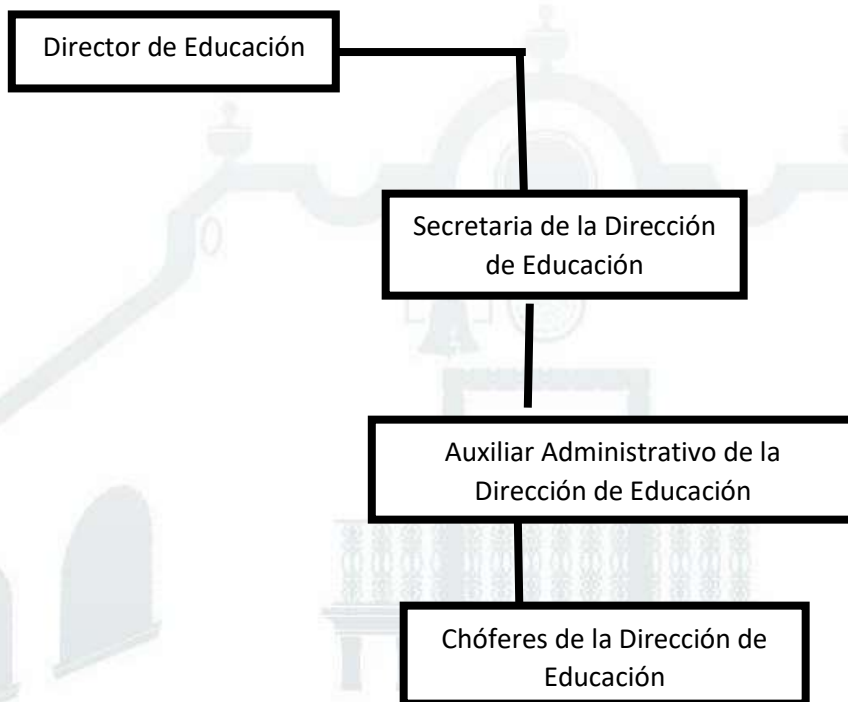 Director de Educación
Secretaria de la Dirección
de Educación
Auxiliar Administrativo de la
Dirección de Educación
Chóferes de la Dirección de
Educación